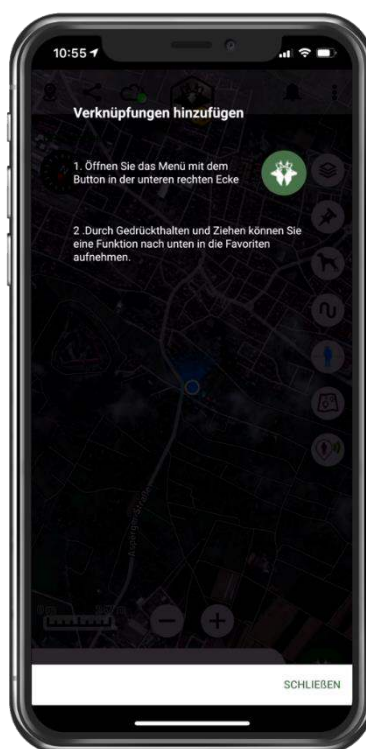 10:55
Verknüpfungen hinzufügen
1. Öffnen Sie das Menü mit dem
Button in der unteren rechten Ecke
2 .Durch Gedrückthalten und Ziehen können Sie
eine Funktion nach unten in die Favoriten
aufnehmen.
SCHLIEẞEN